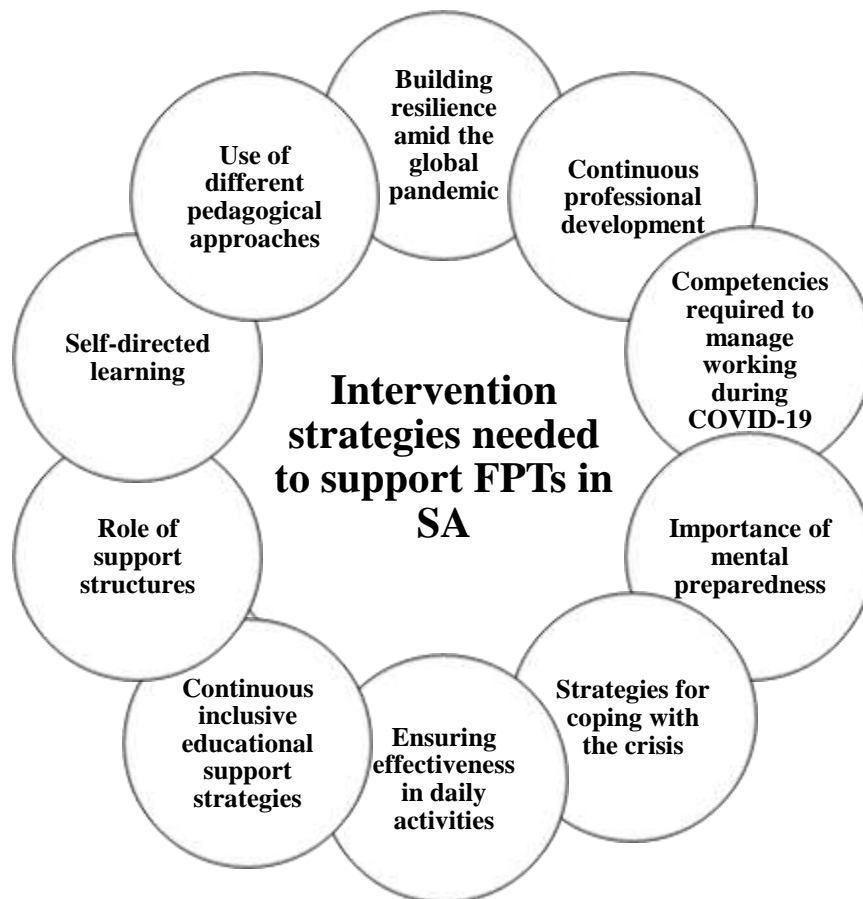 Building
resilience
amid the
global
pandemic
Continuous
professional
development
Competencies
required to
manage
working
during
COVID-19
Importance of
mental
preparedness
Strategies for
coping with
the crisis
Ensuring
effectiveness
in daily
activities
Continuous
inclusive
educational
support
strategies
Role of
support
structures
Self-directed
learning
Use of
different
pedagogical
approaches
Intervention
strategies needed
to support FPTs in
SA